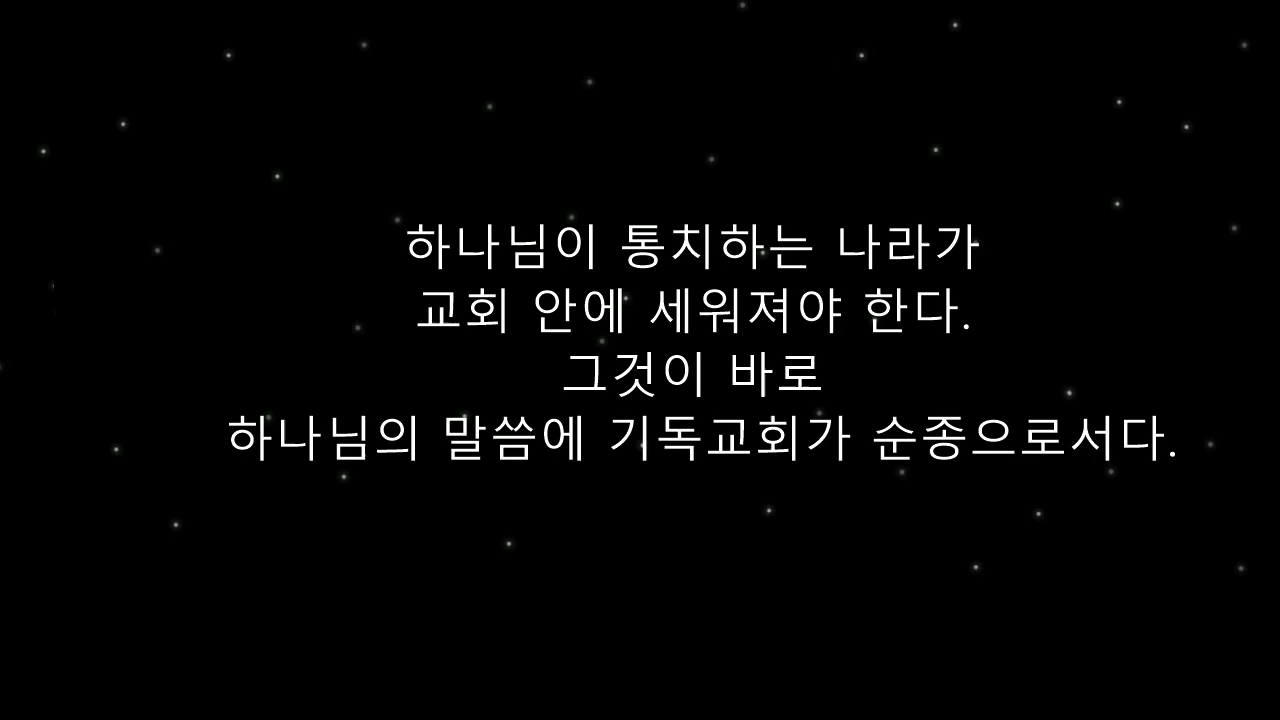 하나님이 통치하는 나라가
교회 안에 세워져야 한다.
그것이 바로
하나님의 말씀에 기독교회가 순종으로서다.